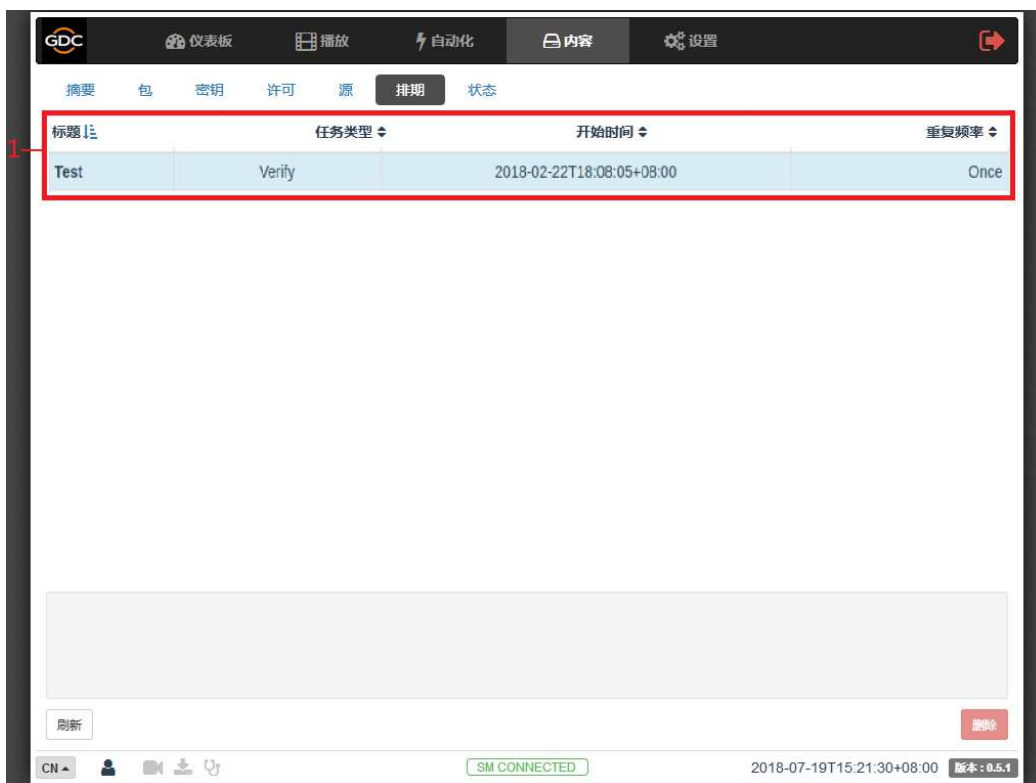 GDC 仪表板 播放 自动化 内容 设置
摘要 包 密钥 许可 源 排期 状态
标题 任务类型 开始时间 重复频率
1
Test Verify 2018-02-22T18:08:05+08:00 Once
刷新 删除
CN SM CONNECTED 2018-07-19T15:21:30+08:00 版本 : 0.5.1